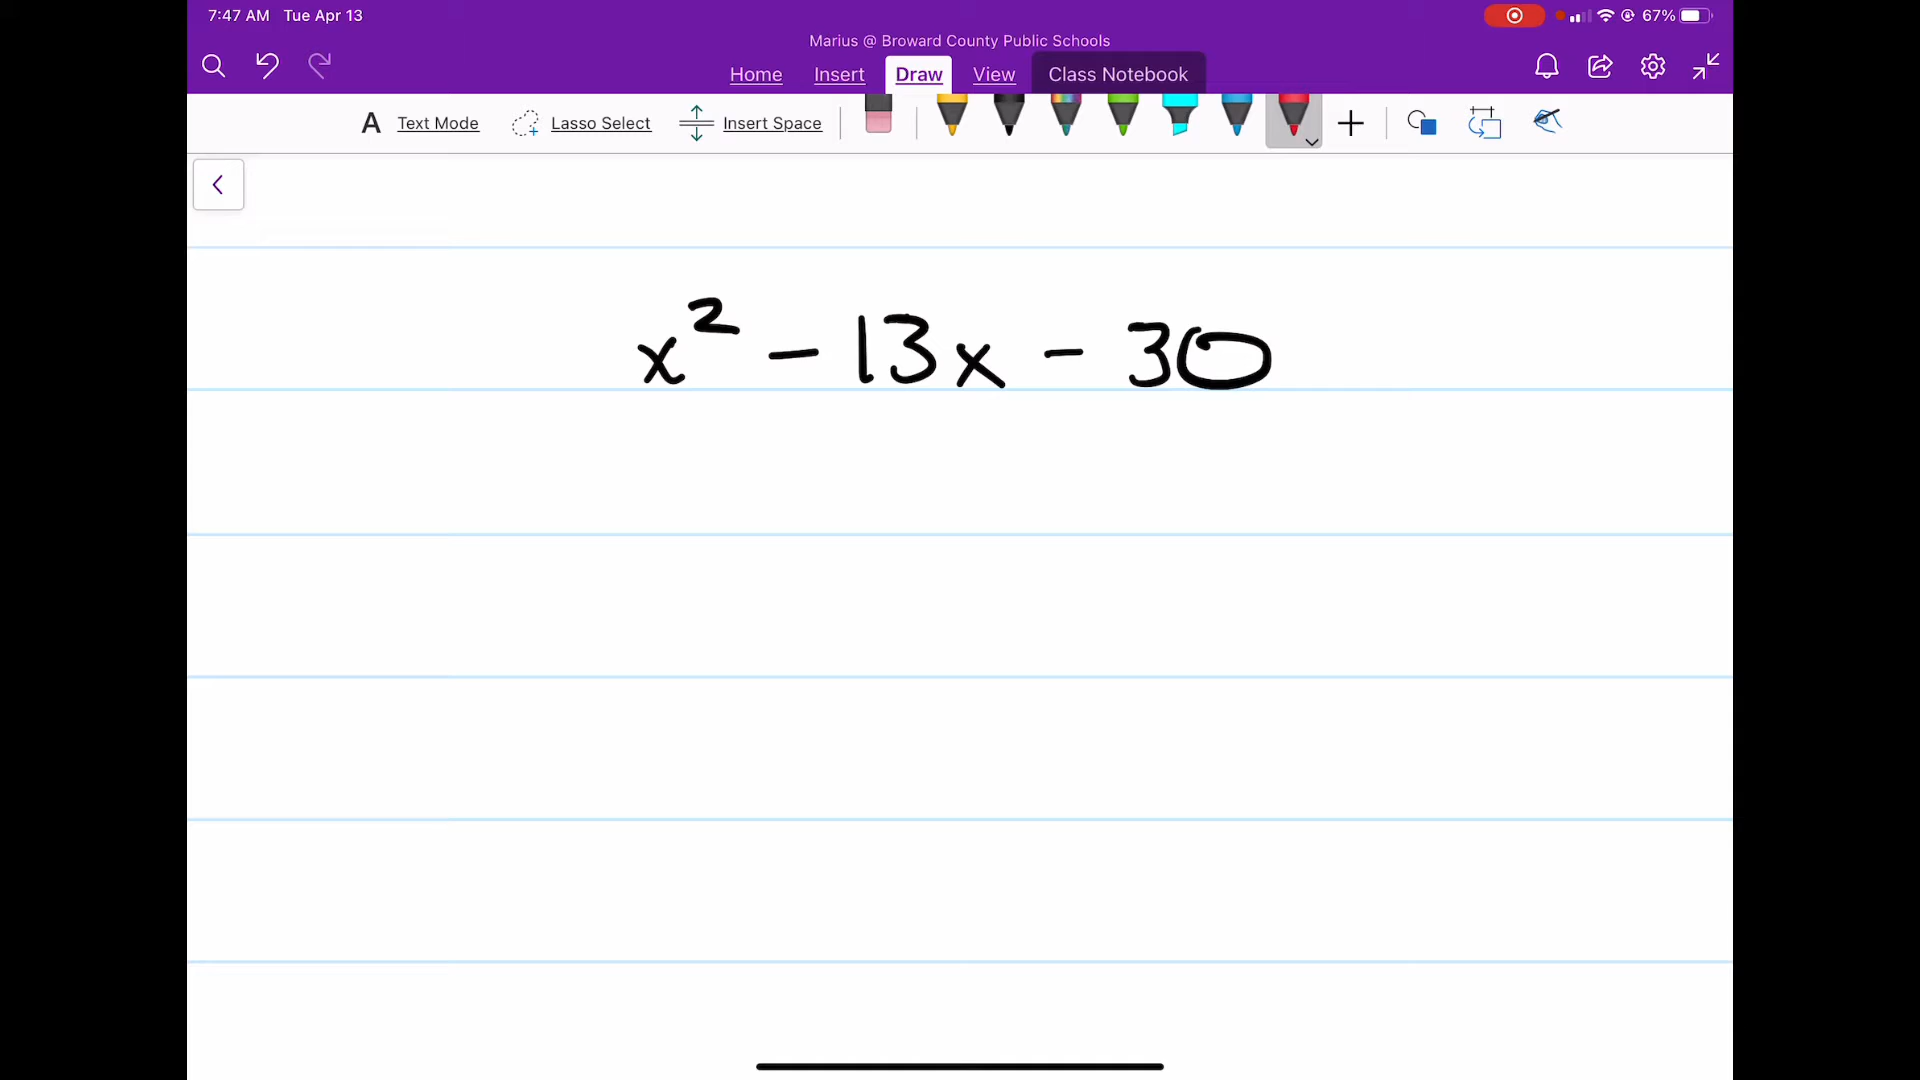 7:47 AM Tue Apr 13 67%
Marius @ Broward County Public Schools
Home Insert Draw View Class Notebook
A Text Mode Lasso Select Insert Space
x² - 13x - 30